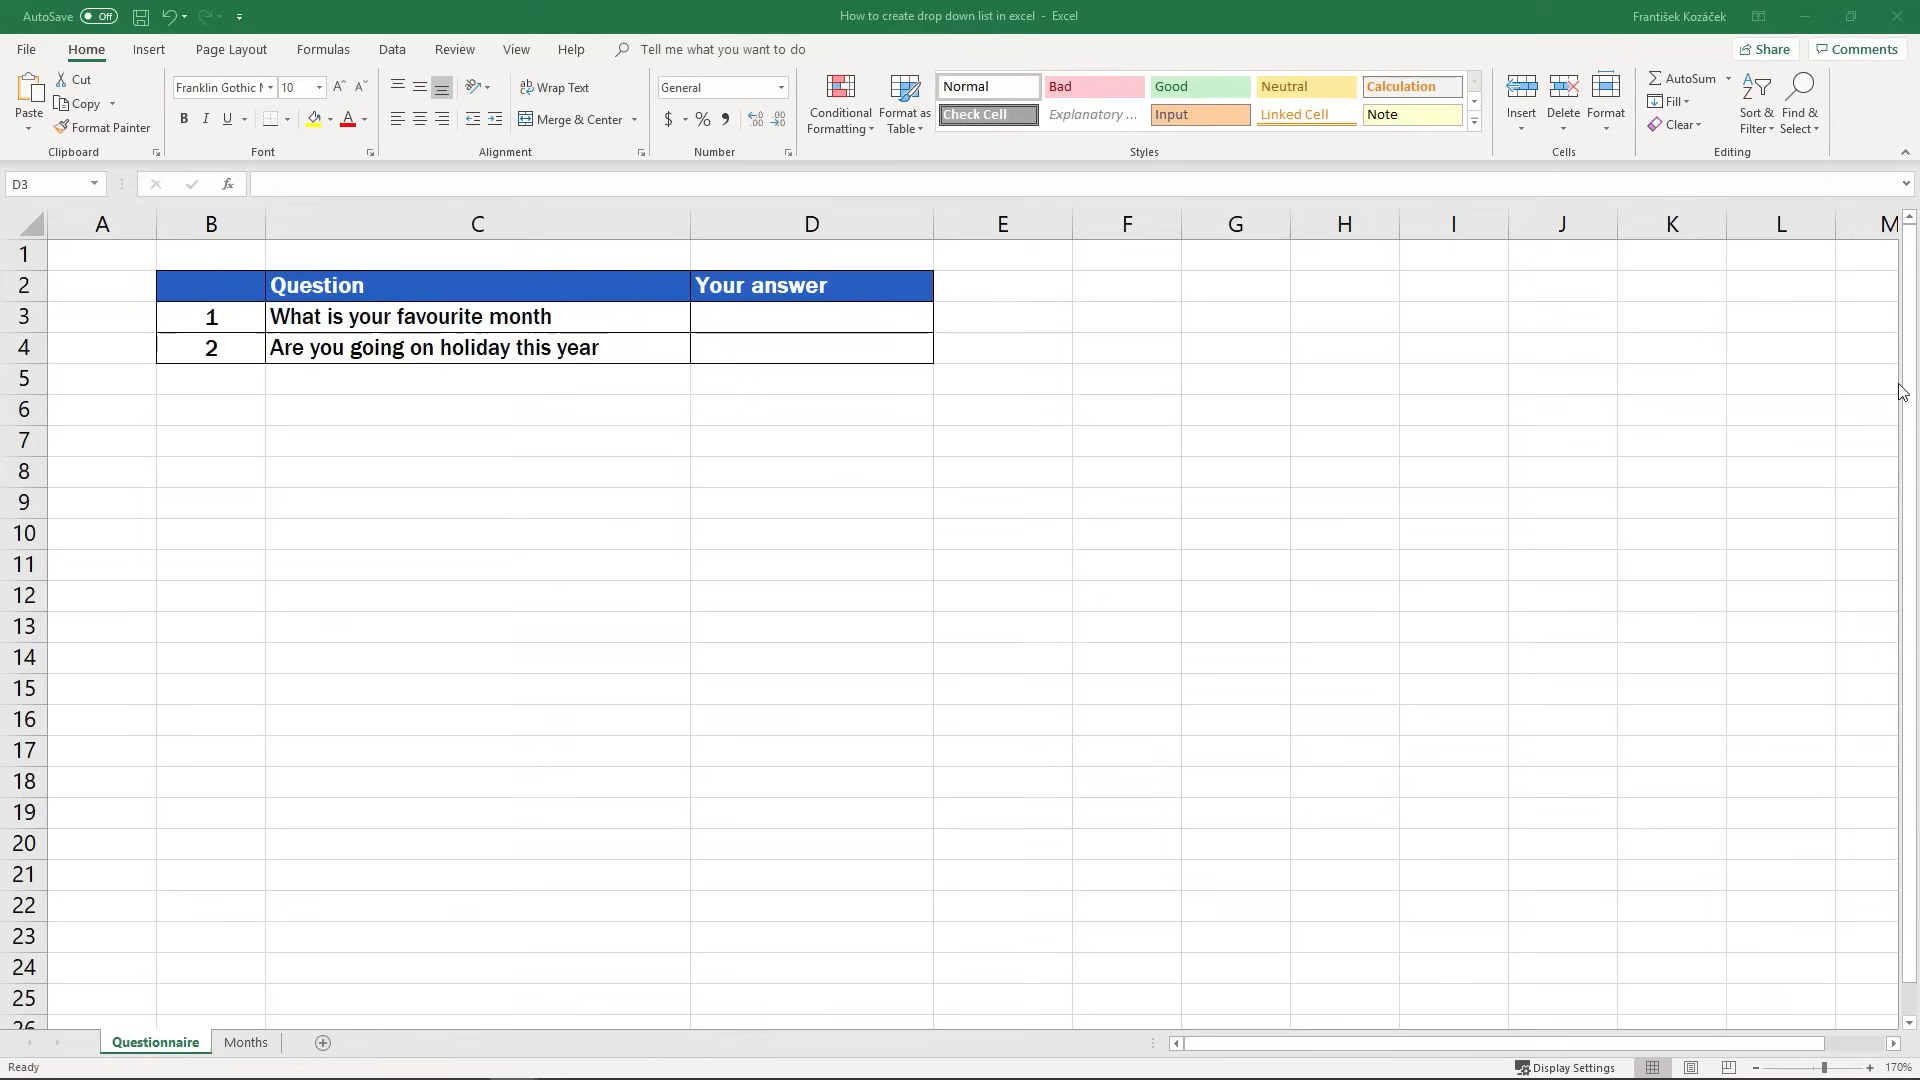 AutoSave Off How to create drop down list in excel - Excel František Kozáček
File Home Insert Page Layout Formulas Data Review View Help Tell me what you want to do Share Comments
Paste Cut Copy Format Painter
Clipboard
Franklin Gothic 10 A A
B I U A
Font
Wrap Text
Merge & Center
Alignment
General
$ % 9
Number
Conditional Formatting
Format as Table
Normal Bad Good Neutral Calculation
Check Cell Explanatory ... Input Linked Cell Note
Styles
Insert Delete Format
Cells
AutoSum
Fill
Clear
Sort & Filter
Find & Select
Editing
D3 fx
A B C D E F G H I J K L M
1
2 Question Your answer
3 1 What is your favourite month
4 2 Are you going on holiday this year
5
6
7
8
9
10
11
12
13
14
15
16
17
18
19
20
21
22
23
24
25
26
Questionnaire Months
Ready Display Settings 170%